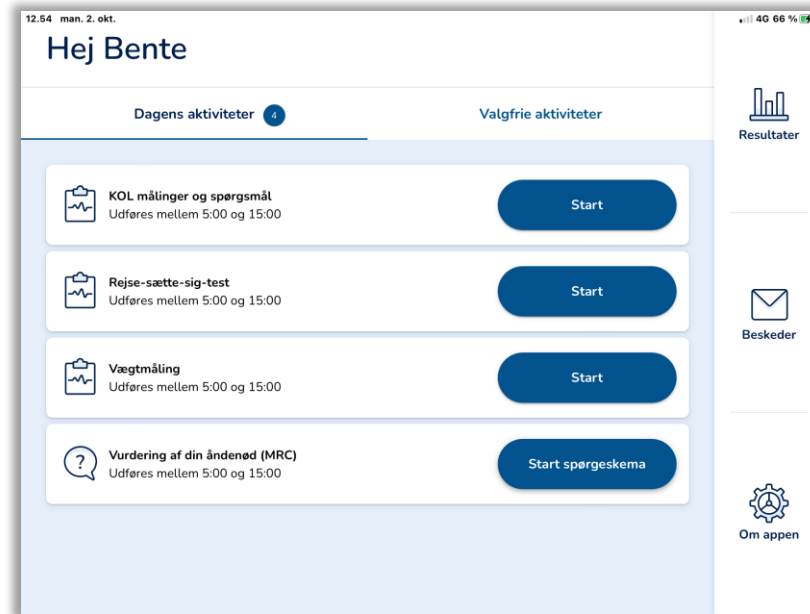 12.54 man. 2. okt.
4G 66 %
Hej Bente
Dagens aktiviteter 4
Valgfrie aktiviteter
KOL målinger og spørgsmål
Udføres mellem 5:00 og 15:00
Start
Rejse-sætte-sig-test
Udføres mellem 5:00 og 15:00
Start
Vægtmåling
Udføres mellem 5:00 og 15:00
Start
Vurdering af din åndenød (MRC)
Udføres mellem 5:00 og 15:00
Start spørgeskema
Resultater
Beskeder
Om appen